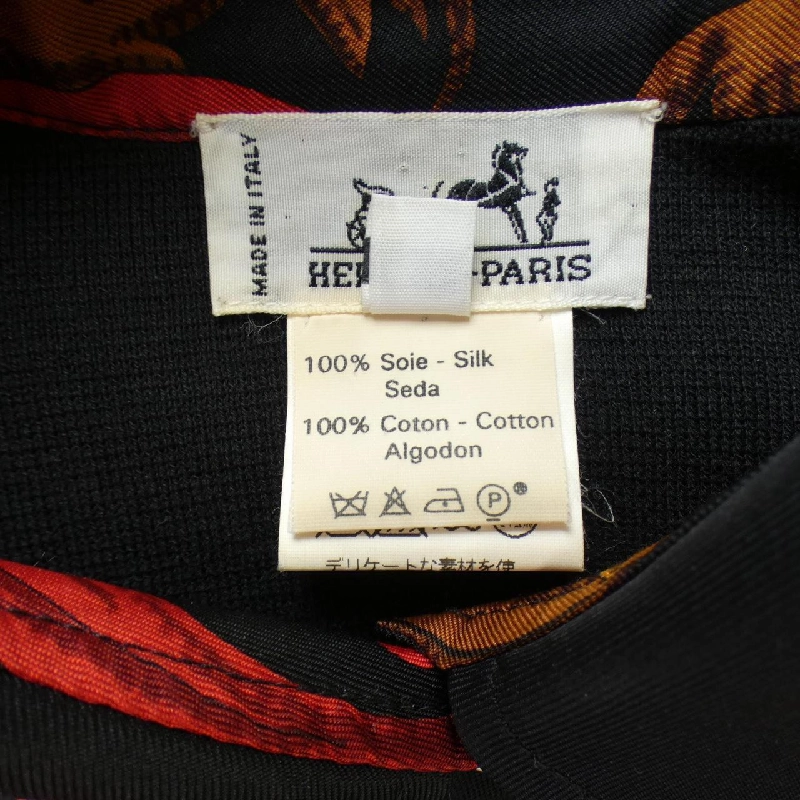 MADE IN ITALY
-PARIS
100% Soie - Silk
Seda
100% Coton - Cotton
Algodon
P
デリケートな素材を使